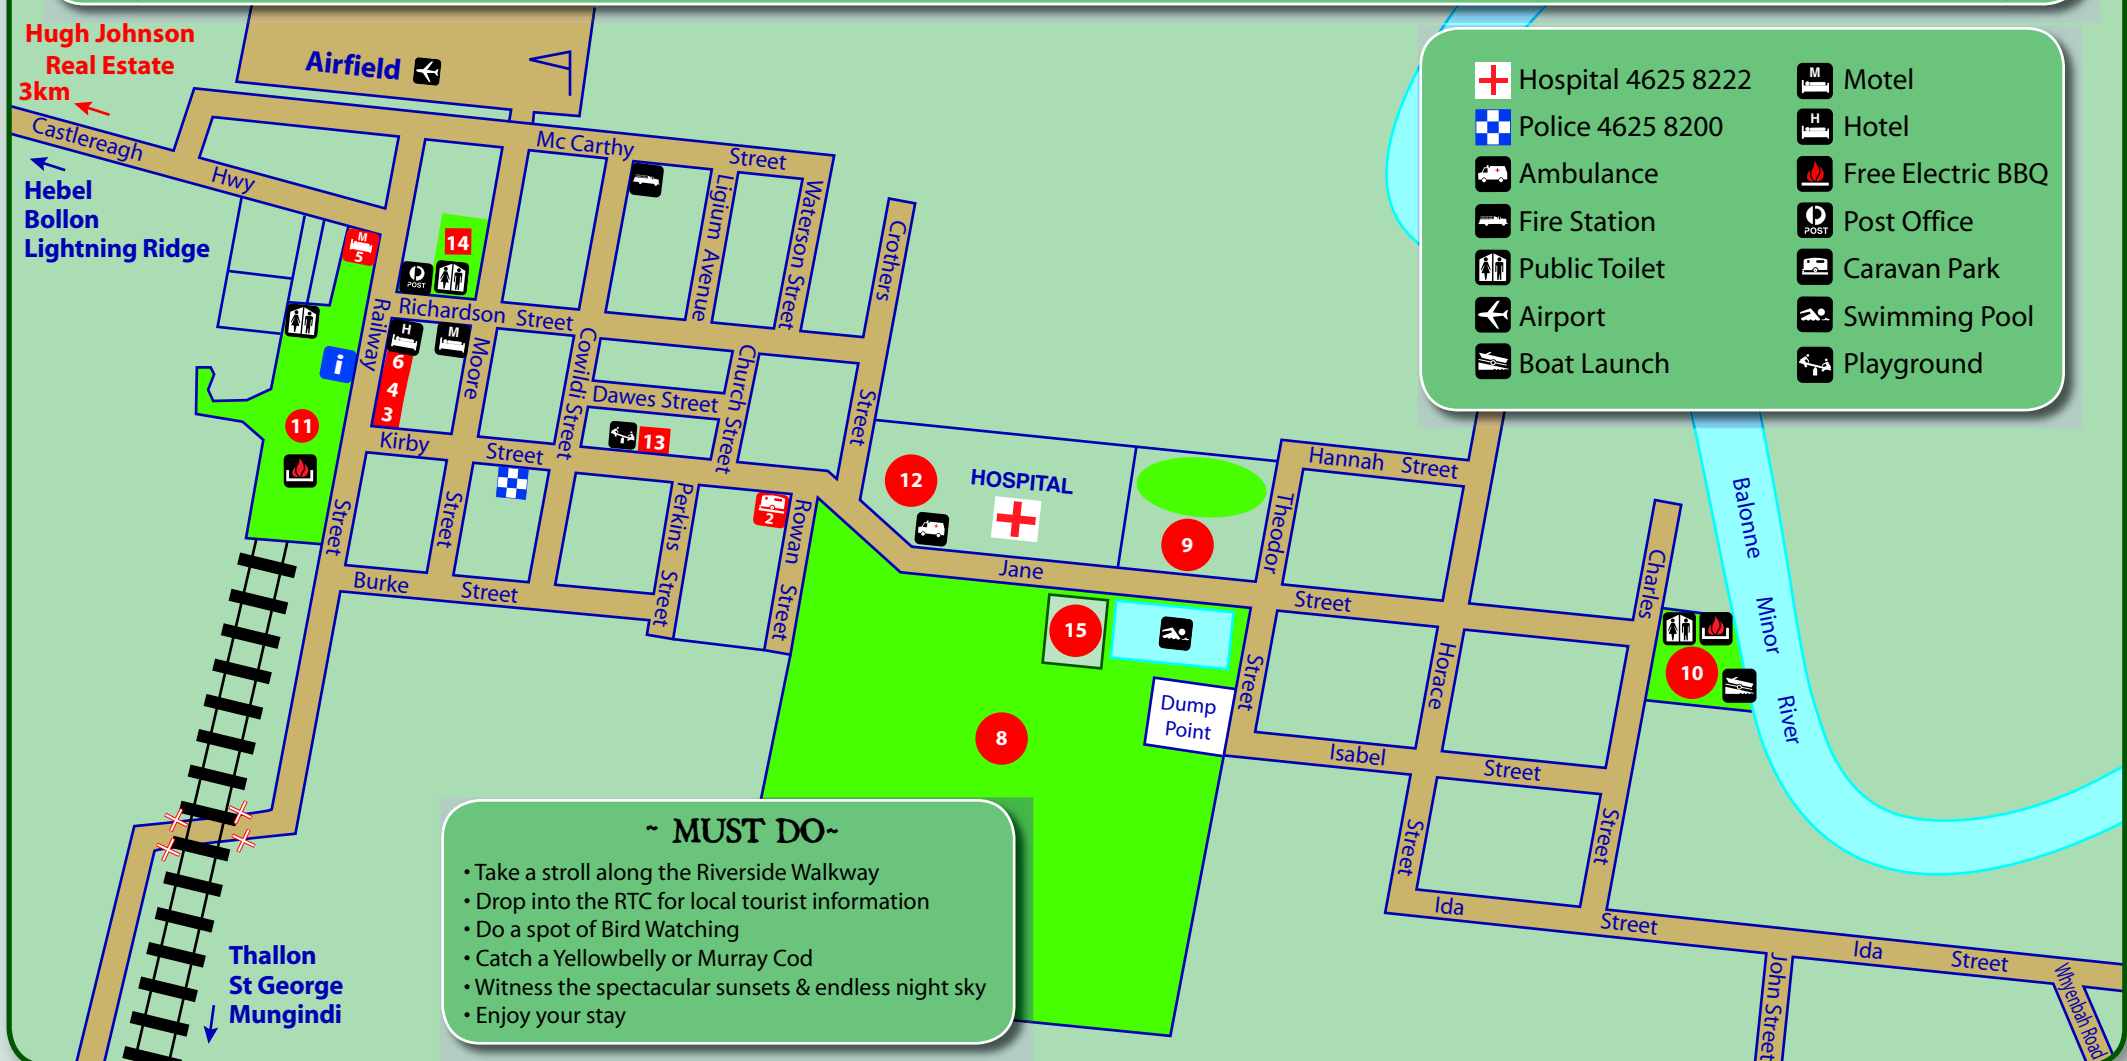 Hugh Johnson
Real Estate
3km
Castlereagh
Hwy
Hebel
Bollon
Lightning Ridge
Airfield
Mc Carthy
Street
Ligium Avenue
Waterson Street
Crothers
Street
M
5
14
POST
Richardson
Street
Railway
Street
H
M
6
4
3
Moore
Street
Cowildi Street
Church Street
Dawes Street
13
Kirby
Street
i
11
Perkins
Street
2
Rowan
Street
Burke
Street
12
HOSPITAL
9
Jane
Street
Theodor
Street
Hannah Street
15
8
Dump
Point
Horace
Street
Isabel
Street
Charles
Street
10
Balonne
Minor
River
Ida
Street
Ida
Street
John Street
Whyenbah Road
Thallon
St George
Mungindi
Hospital 4625 8222
Police 4625 8200
Ambulance
Fire Station
Public Toilet
Airport
Boat Launch
M
Motel
H
Hotel
Free Electric BBQ
POST
Post Office
Caravan Park
Swimming Pool
Playground
~ MUST DO~
• Take a stroll along the Riverside Walkway
• Drop into the RTC for local tourist information
• Do a spot of Bird Watching
• Catch a Yellowbelly or Murray Cod
• Witness the spectacular sunsets & endless night sky
• Enjoy your stay